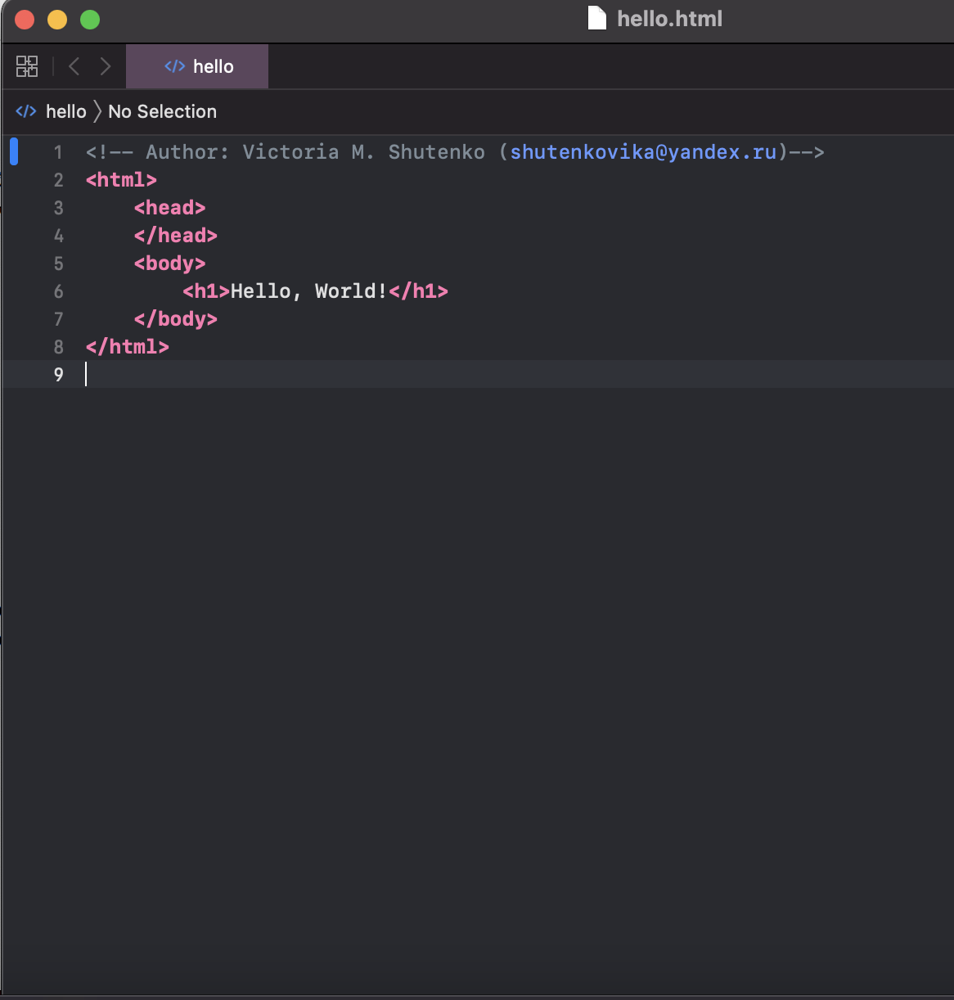 hello.html
</> hello
</> hello 〉 No Selection
1 <!-- Author: Victoria M. Shutenko (shutenkovika@yandex.ru)-->
2 <html>
3     <head>
4     </head>
5     <body>
6         <h1>Hello, World!</h1>
7     </body>
8 </html>
9